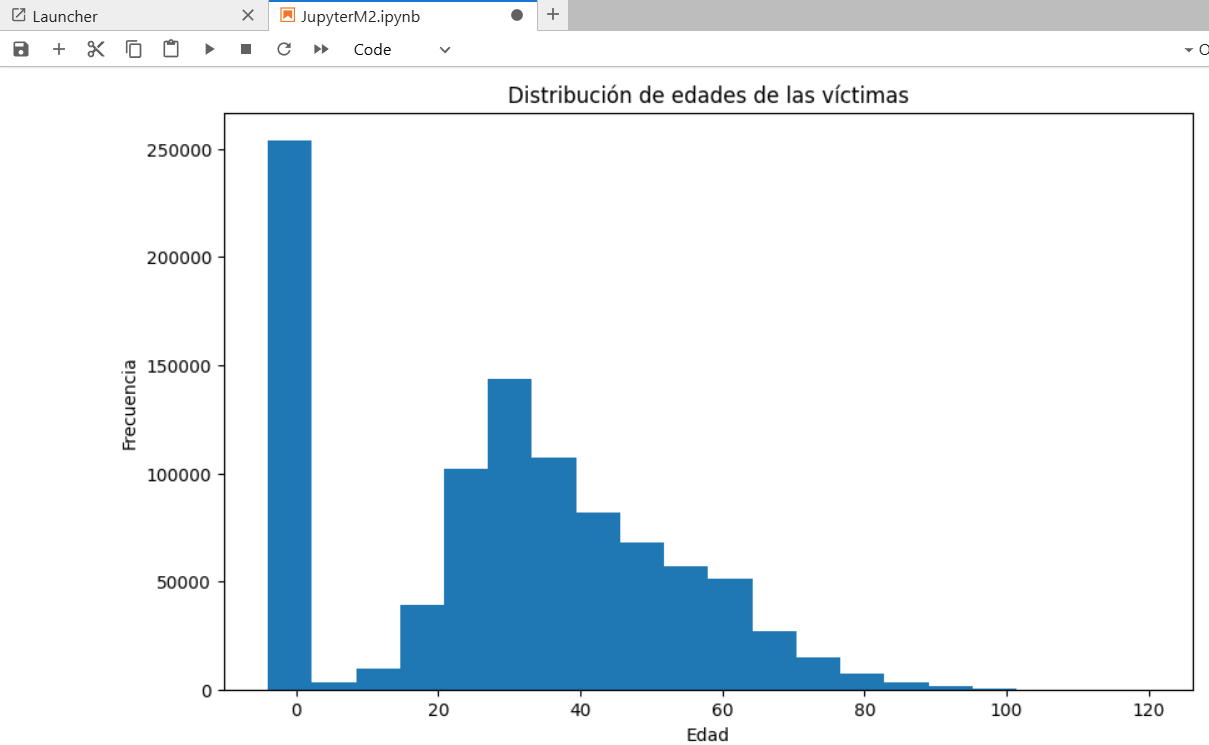 Launcher
JupyterM2.ipynb
Code
Distribución de edades de las víctimas
250000
200000
150000
100000
50000
0
Frecuencia
0 20 40 60 80 100 120
Edad